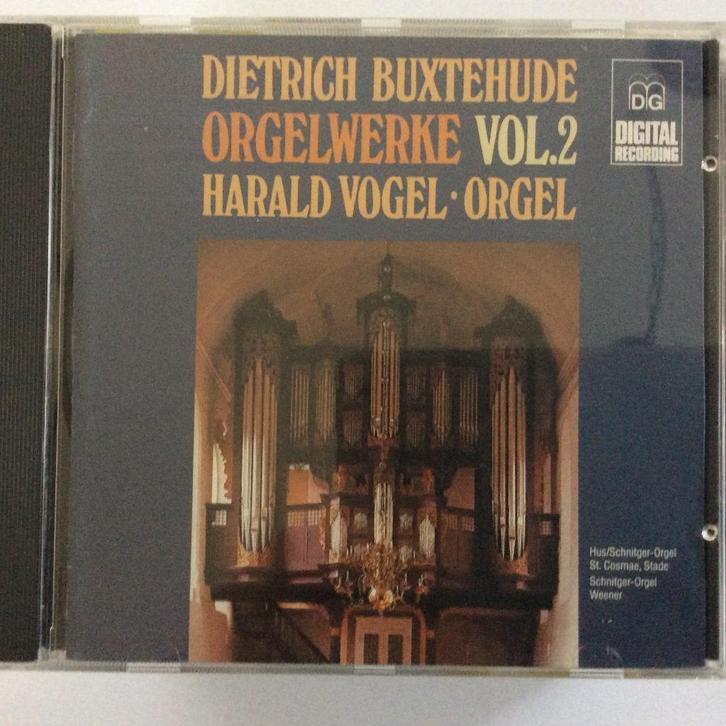 DIETRICH BUXTEHUDE
ORGELWERKE VOL.2
HARALD VOGEL · ORGEL
DG
DIGITAL
RECORDING
Hus/Schnitger-Orgel
St. Cosmae, Stade
Schnitger-Orgel
Weener